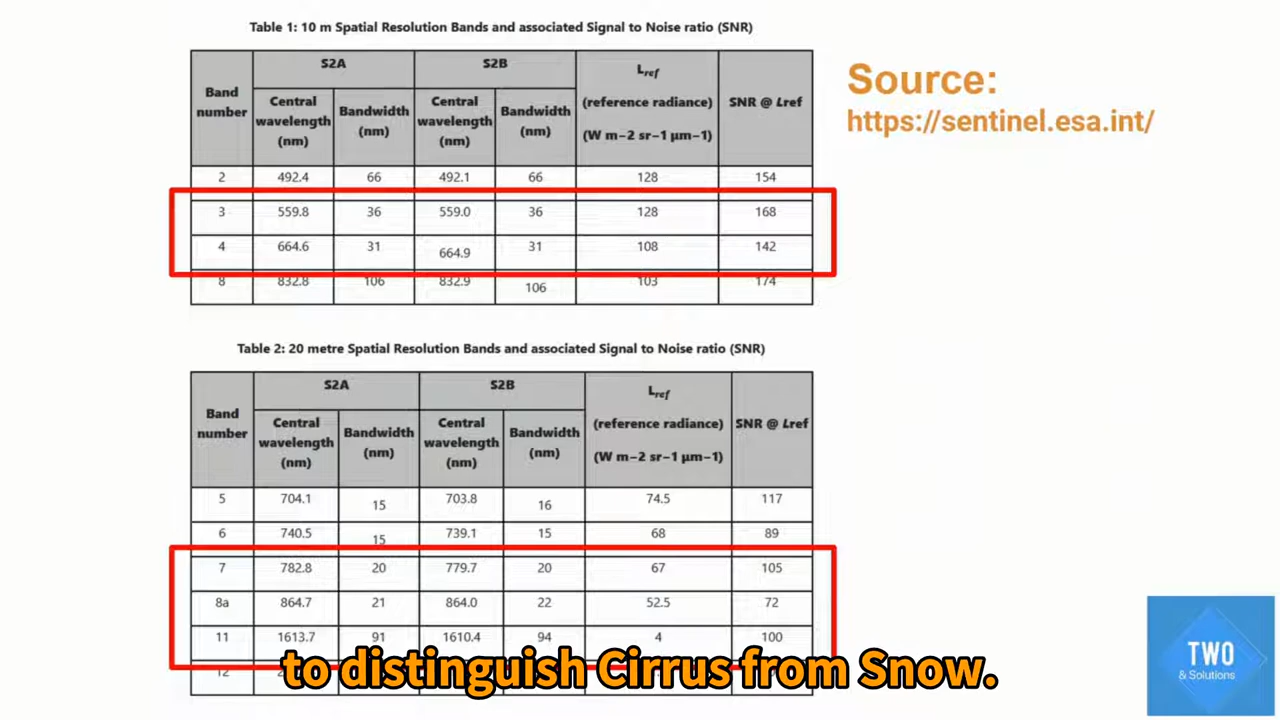 Table 1: 10 m Spatial Resolution Bands and associated Signal to Noise ratio (SNR)
Source:
https://sentinel.esa.int/
Band number S2A S2B Lref (reference radiance) (W m−2 sr−1 μm−1) SNR @ Lref
Central wavelength (nm) Bandwidth (nm) Central wavelength (nm) Bandwidth (nm)
2 492.4 66 492.1 66 128 154
3 559.8 36 559.0 36 128 168
4 664.6 31 664.9 31 108 142
8 832.8 106 832.9 106 103 174
Table 2: 20 metre Spatial Resolution Bands and associated Signal to Noise ratio (SNR)
Band number S2A S2B Lref (reference radiance) (W m−2 sr−1 μm−1) SNR @ Lref
Central wavelength (nm) Bandwidth (nm) Central wavelength (nm) Bandwidth (nm)
5 704.1 15 703.8 16 74.5 117
6 740.5 15 739.1 15 68 89
7 782.8 20 779.7 20 67 105
8a 864.7 21 864.0 22 52.5 72
11 1613.7 91 1610.4 94 4 100
12
to distinguish Cirrus from Snow.
TWO
& Solutions